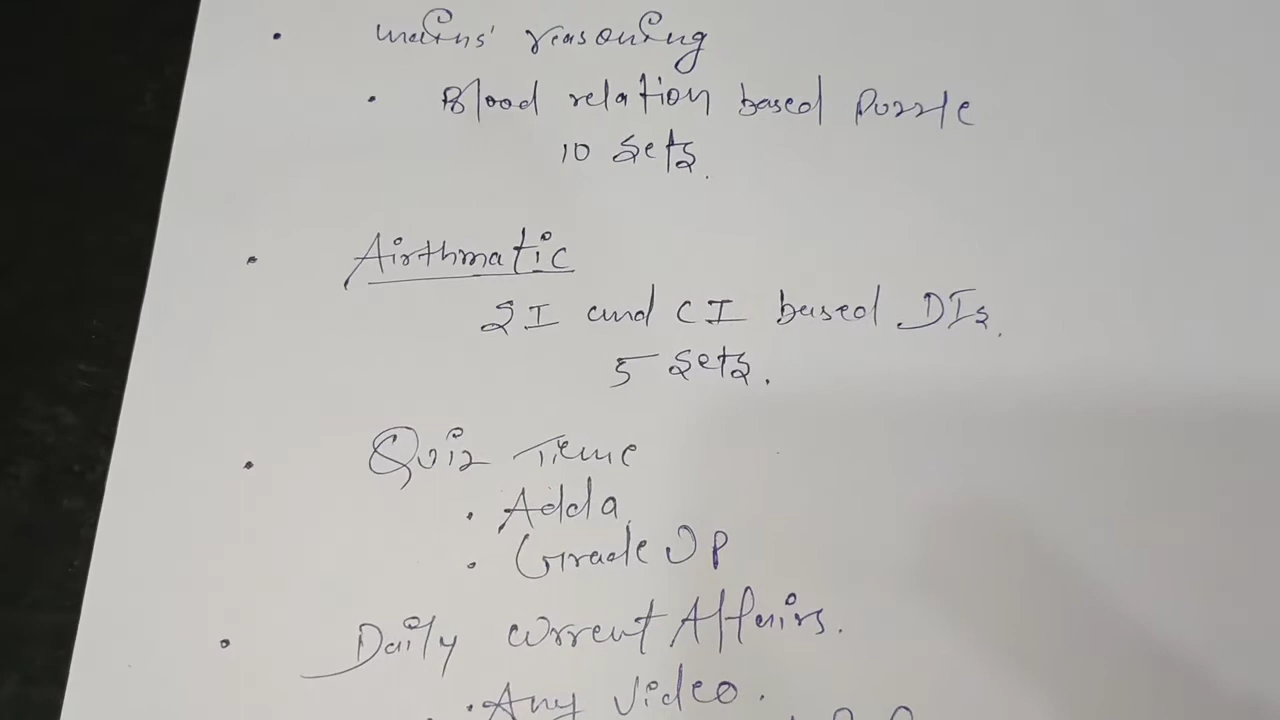 • mains' reasoning
• Blood relation based Puzzle
10 Sets.
• Airthmatic
SI and CI based DIs.
5 Sets.
• Quiz Time
• Adda
• Grade UP
• Daily current Affairs.
• Any video.